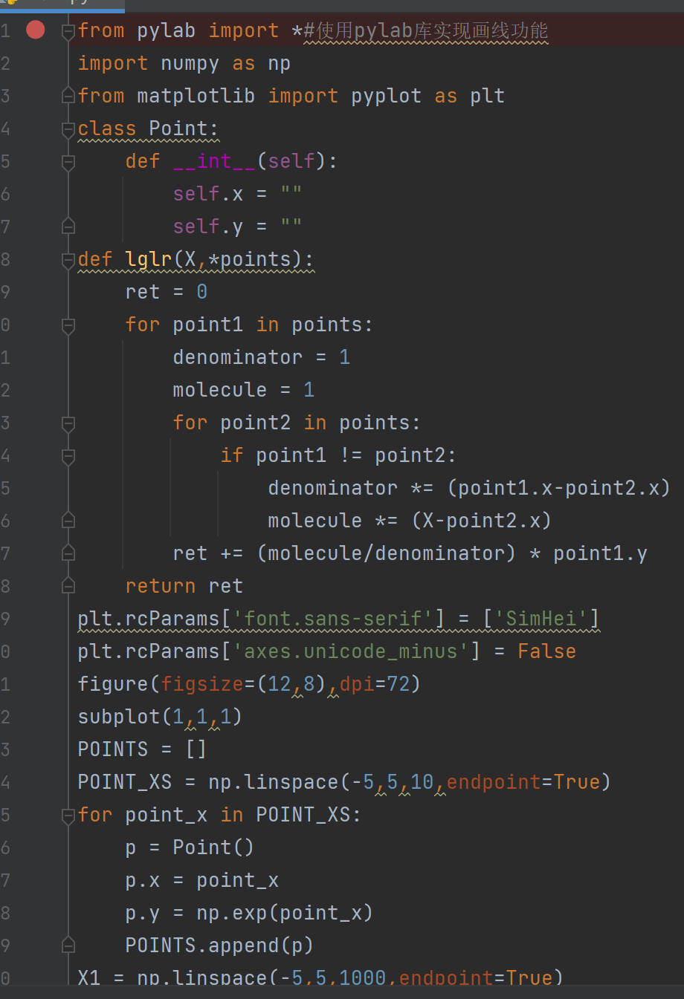 1 from pylab import *#使用pylab库实现画线功能
2 import numpy as np
3 from matplotlib import pyplot as plt
4 class Point:
5     def __int__(self):
6         self.x = ""
7         self.y = ""
8 def lglr(X,*points):
9     ret = 0
0     for point1 in points:
1         denominator = 1
2         molecule = 1
3         for point2 in points:
4             if point1 != point2:
5                 denominator *= (point1.x-point2.x)
6                 molecule *= (X-point2.x)
7         ret += (molecule/denominator) * point1.y
8     return ret
9 plt.rcParams['font.sans-serif'] = ['SimHei']
0 plt.rcParams['axes.unicode_minus'] = False
1 figure(figsize=(12,8),dpi=72)
2 subplot(1,1,1)
3 POINTS = []
4 POINT_XS = np.linspace(-5,5,10,endpoint=True)
5 for point_x in POINT_XS:
6     p = Point()
7     p.x = point_x
8     p.y = np.exp(point_x)
9     POINTS.append(p)
0 X1 = np.linspace(-5,5,1000,endpoint=True)